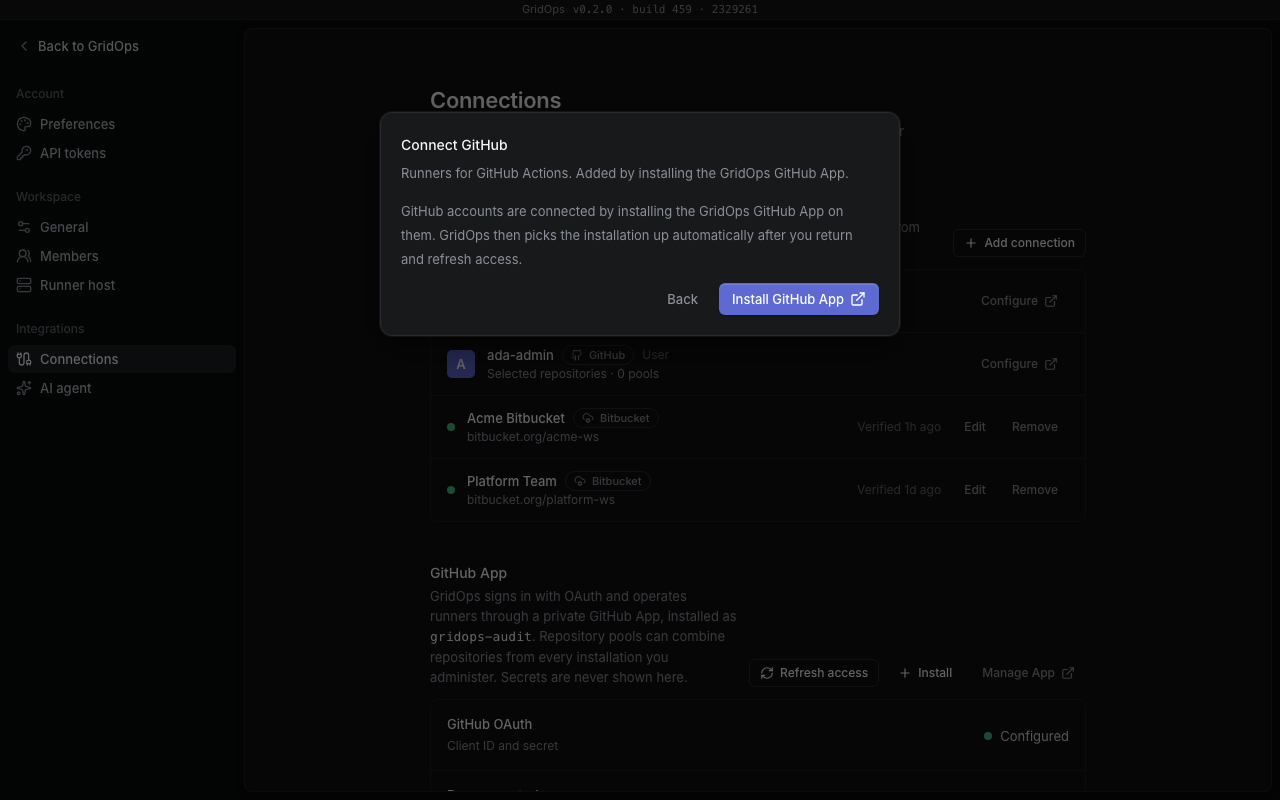 GridOps v0.2.0 · build 459 · 2329261
Back to GridOps
Account
Preferences
API tokens
Workspace
General
Members
Runner host
Integrations
Connections
AI agent
Connections
Connect GitHub
Runners for GitHub Actions. Added by installing the GridOps GitHub App.
GitHub accounts are connected by installing the GridOps GitHub App on
them. GridOps then picks the installation up automatically after you return
and refresh access.
Back
Install GitHub App
Add connection
Configure
A
ada-admin GitHub User
Selected repositories · 0 pools
Configure
Acme Bitbucket Bitbucket
bitbucket.org/acme-ws
Verified 1h ago Edit Remove
Platform Team Bitbucket
bitbucket.org/platform-ws
Verified 1d ago Edit Remove
GitHub App
GridOps signs in with OAuth and operates
runners through a private GitHub App, installed as
gridops-audit. Repository pools can combine
repositories from every installation you
administer. Secrets are never shown here.
Refresh access
Install
Manage App
GitHub OAuth
Client ID and secret
Configured